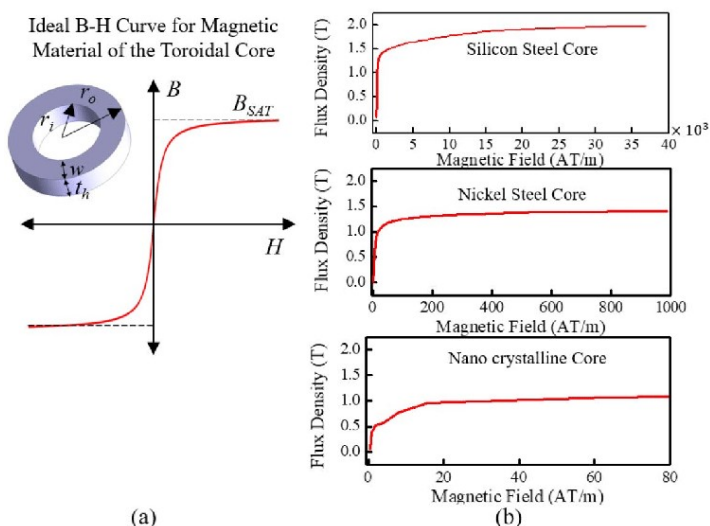 Ideal B-H Curve for Magnetic
Material of the Toroidal Core
B
B_SAT
r_o
r_i
w
t_h
H
(a)
Flux Density (T)
2.0
1.5
1.0
0.5
0.0
Silicon Steel Core
0 5 10 15 20 25 30 35 40
× 10³
Magnetic Field (AT/m)
Flux Density (T)
2.0
1.5
1.0
0.5
0.0
Nickel Steel Core
0 200 400 600 800 1000
Magnetic Field (AT/m)
Flux Density (T)
2.0
1.5
1.0
0.5
0.0
Nano crystalline Core
0 20 40 60 80
Magnetic Field (AT/m)
(b)